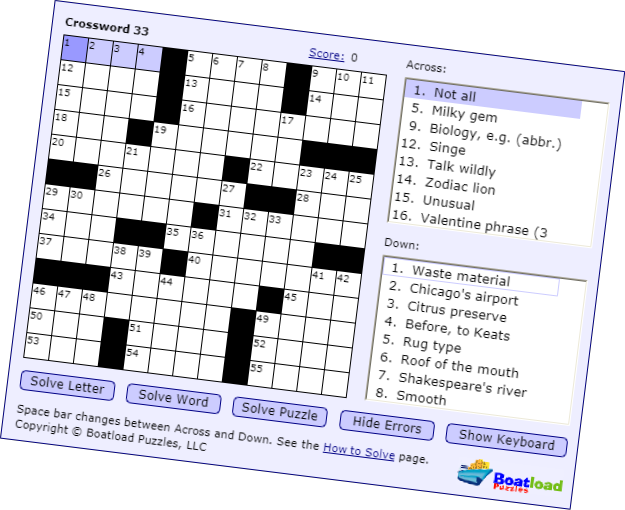 Crossword 33
Score: 0
1 2 3 4 5 6 7 8 9 10 11
12 13 14
15 16 17
18 19
20 21 22 23 24 25
26 27 28
29 30 31 32 33
34 35 36
37 38 39 40 41 42
43 44 45
46 47 48 49
50 51 52
53 54 55
Across:
1. Not all
5. Milky gem
9. Biology, e.g. (abbr.)
12. Singe
13. Talk wildly
14. Zodiac lion
15. Unusual
16. Valentine phrase (3
Down:
1. Waste material
2. Chicago's airport
3. Citrus preserve
4. Before, to Keats
5. Rug type
6. Roof of the mouth
7. Shakespeare's river
8. Smooth
Solve Letter Solve Word Solve Puzzle Hide Errors Show Keyboard
Space bar changes between Across and Down. See the How to Solve page.
Copyright © Boatload Puzzles, LLC
Boatload
Puzzles